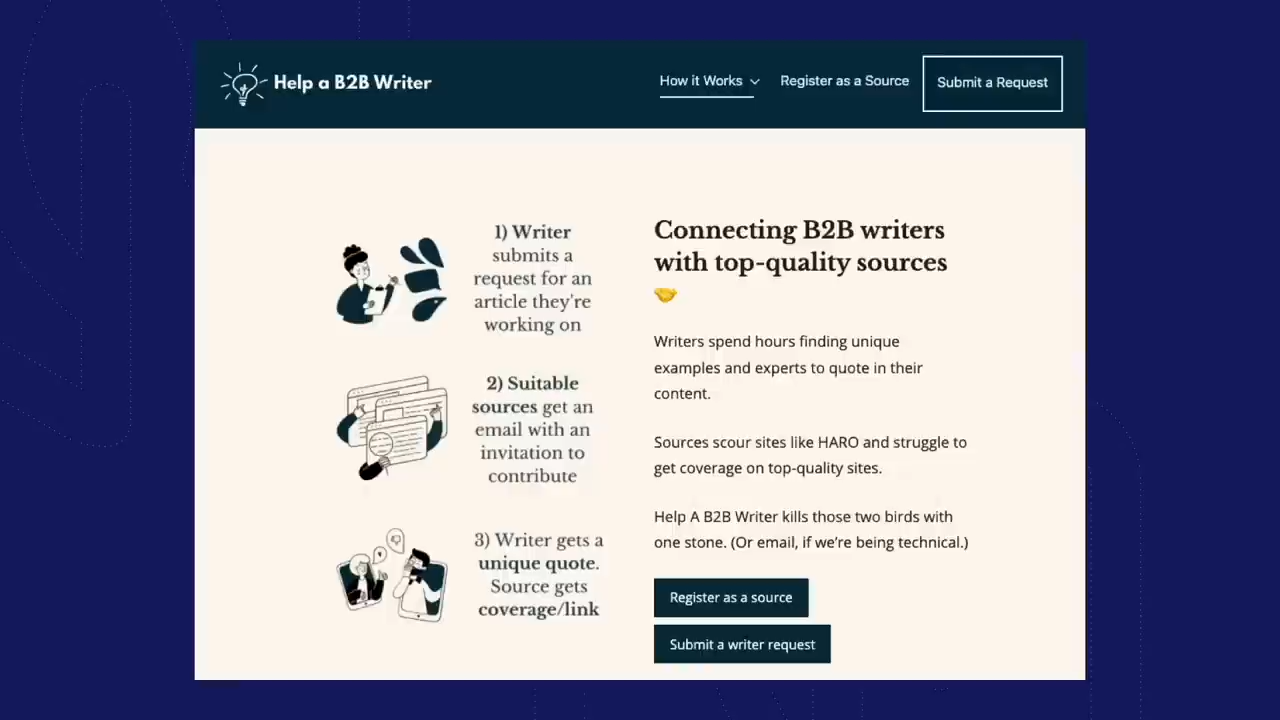 Help a B2B Writer
How it Works
Register as a Source
Submit a Request
1) Writer
submits a
request for an
article they're
working on
2) Suitable
sources get an
email with an
invitation to
contribute
3) Writer gets a
unique quote.
Source gets
coverage/link
Connecting B2B writers
with top-quality sources
🤝
Writers spend hours finding unique
examples and experts to quote in their
content.
Sources scour sites like HARO and struggle to
get coverage on top-quality sites.
Help A B2B Writer kills those two birds with
one stone. (Or email, if we’re being technical.)
Register as a source
Submit a writer request